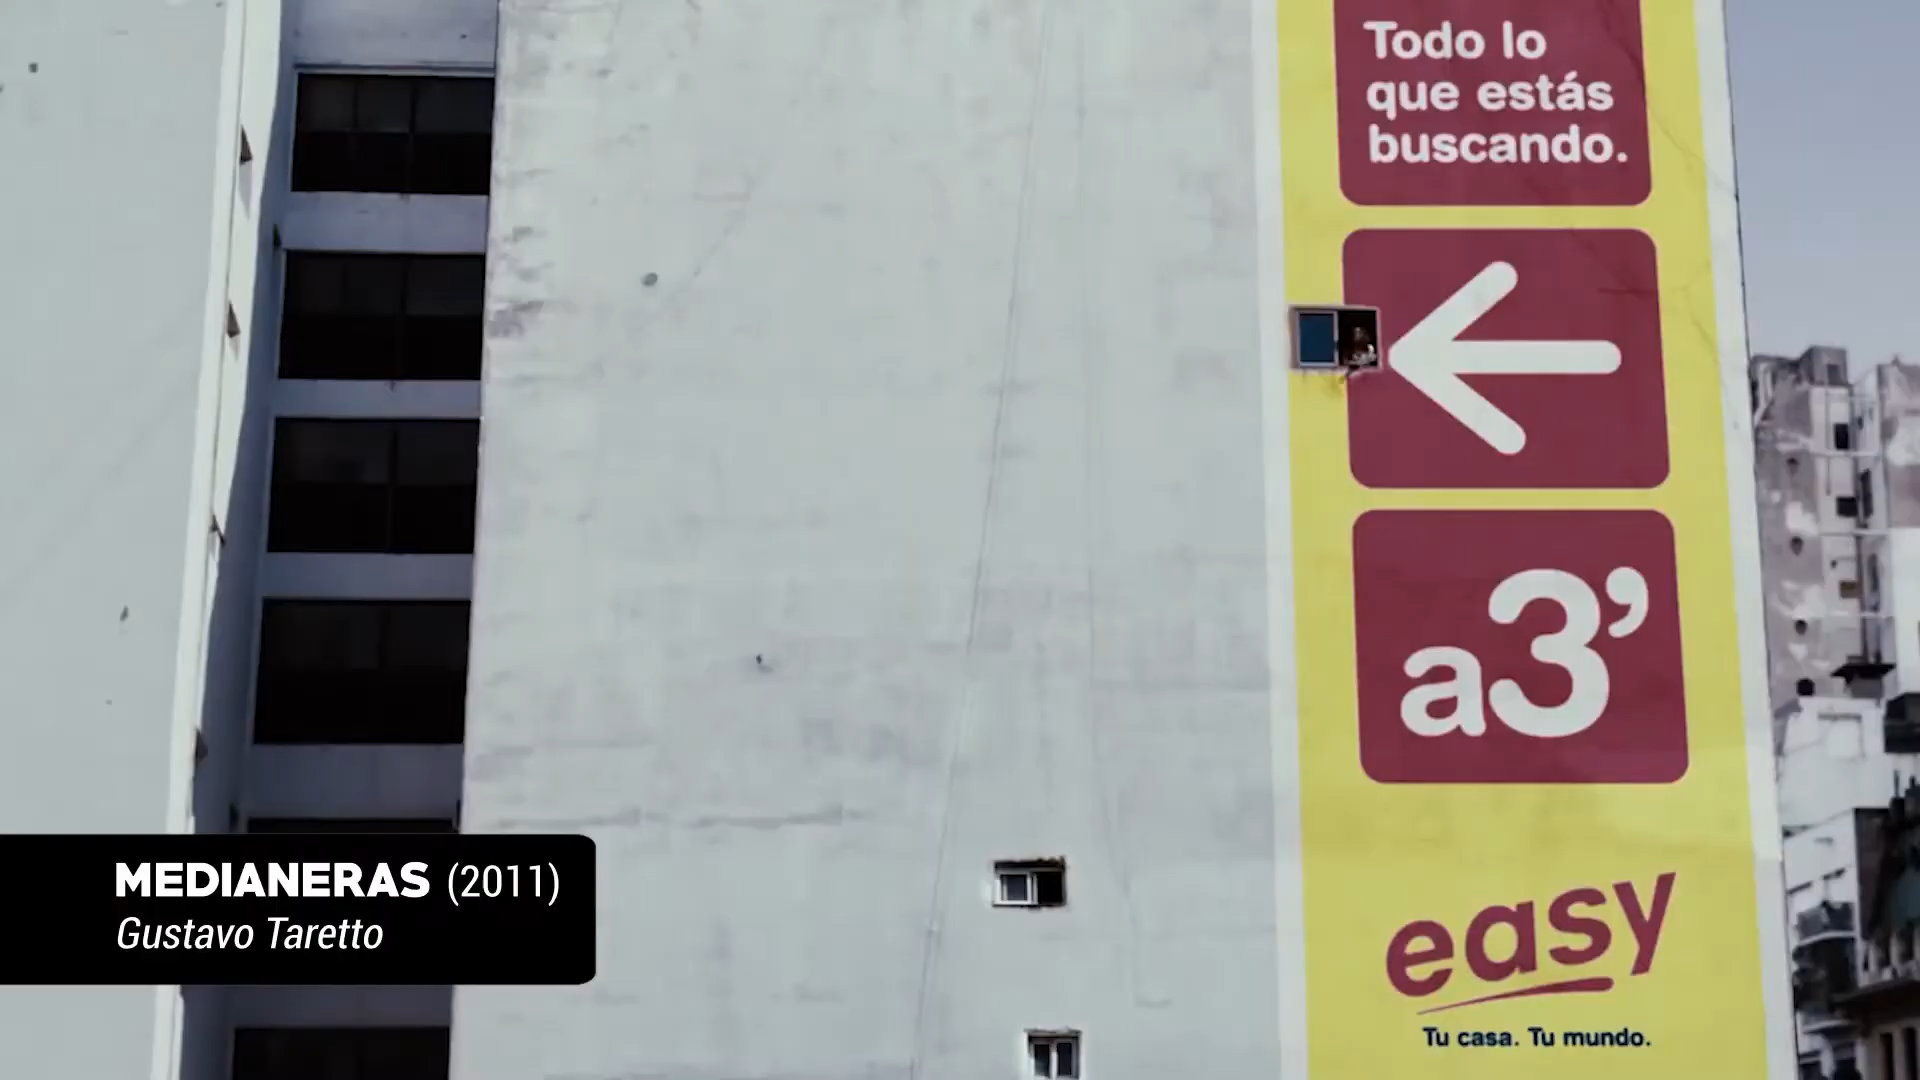 Todo lo
que estás
buscando.
a3’
easy
Tu casa. Tu mundo.
MEDIANERAS (2011)
Gustavo Taretto